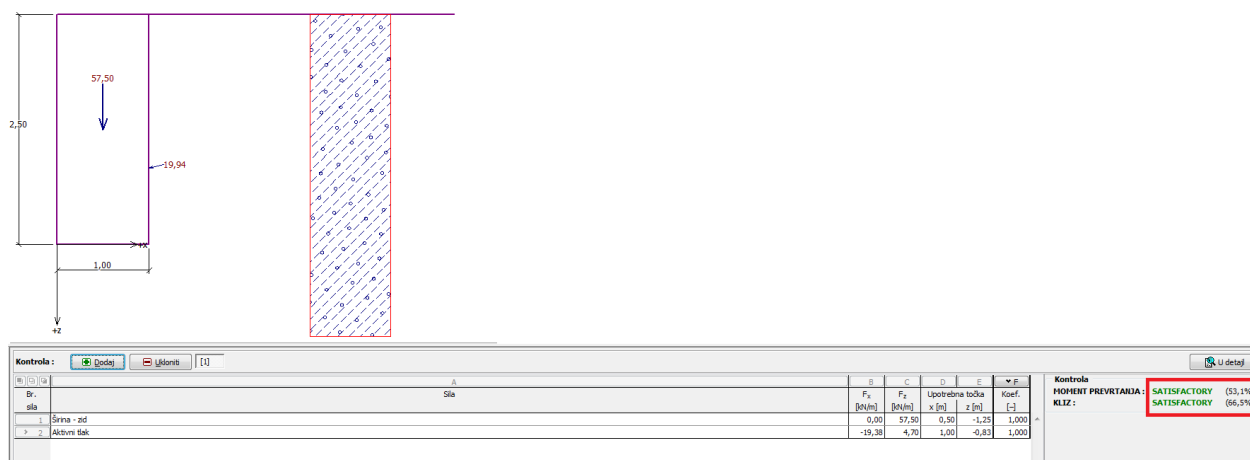 57,50
2,50
19,94
+x
1,00
+z
Kontrola : Dodaj Ukloniti [1] U detalj
A B C D E F
Br. Sila Fx Fz Upotrebna točka Koef.
sila [kN/m] [kN/m] x [m] z [m] [–]
1 Širina - zid 0,00 57,50 0,50 -1,25 1,000
> 2 Aktivni tlak -19,38 4,70 1,00 -0,83 1,000
Kontrola
MOMENT PREVRTANJA : SATISFACTORY (53,1%
KLIZ : SATISFACTORY (66,5%